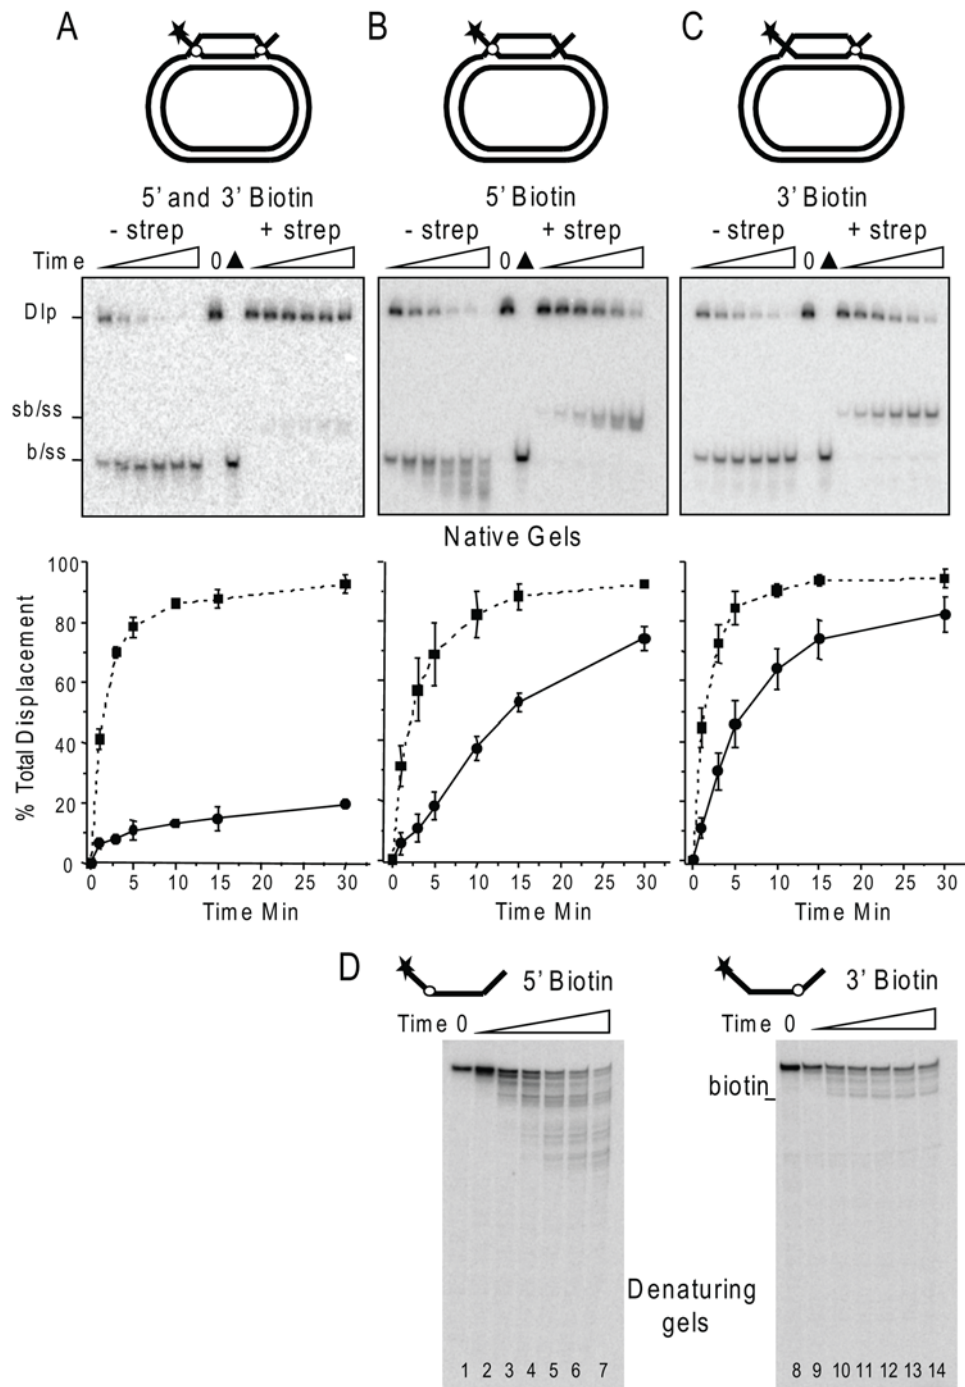 A B C
5’ and 3’ Biotin 5’ Biotin 3’ Biotin
- strep + strep - strep + strep - strep + strep
Time 0 0 0
Dlp
sb/ss
b/ss
Native Gels
100
80
60
40
20
0
% Total Displacement
0 5 10 15 20 25 30 0 5 10 15 20 25 30 0 5 10 15 20 25 30
Time Min Time Min Time Min
D 5’ Biotin 3’ Biotin
Time 0 Time 0
biotin
Denaturing
gels
1 2 3 4 5 6 7 8 9 10 11 12 13 14